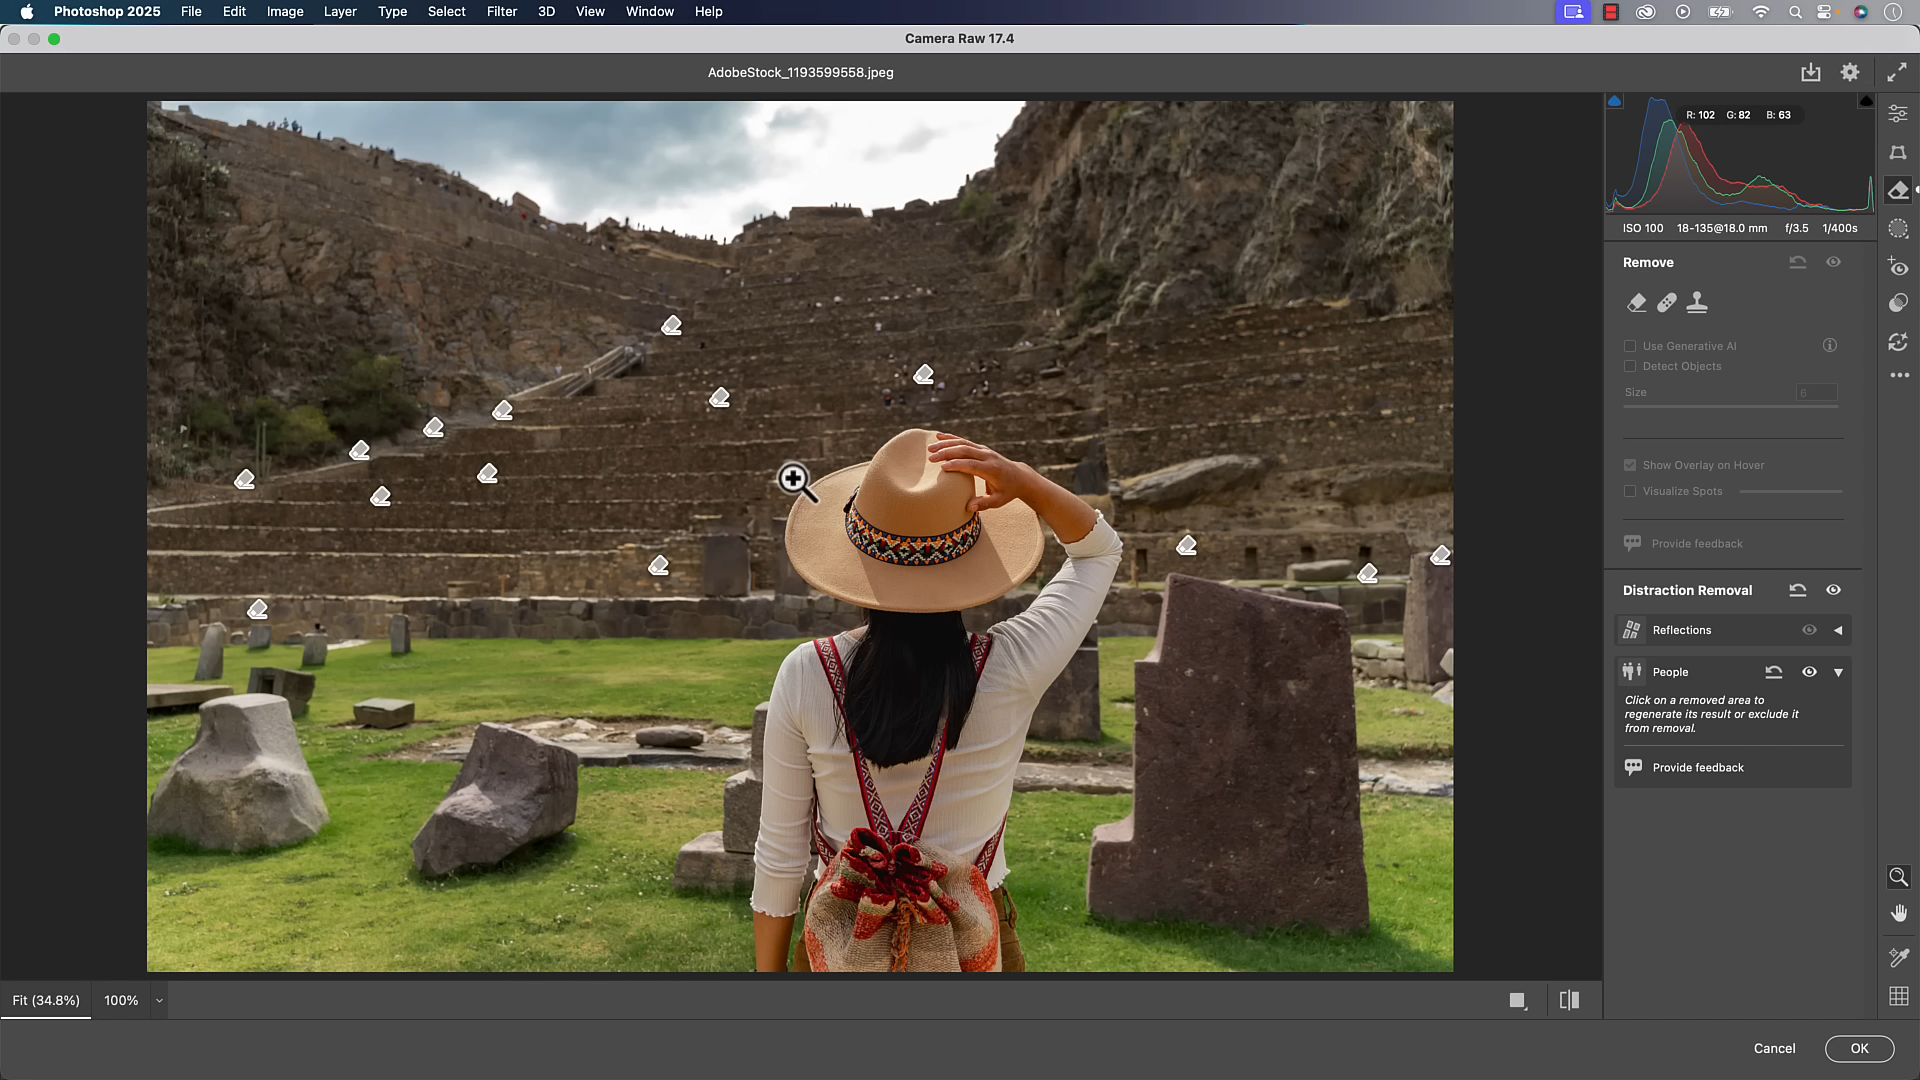 Photoshop 2025 File Edit Image Layer Type Select Filter 3D View Window Help
Camera Raw 17.4
AdobeStock_1193599558.jpeg
R: 102 G: 82 B: 63
ISO 100 18-135@18.0 mm f/3.5 1/400s
Remove
Use Generative AI
Detect Objects
Size 6
Show Overlay on Hover
Visualize Spots
Provide feedback
Distraction Removal
Reflections
People
Click on a removed area to
regenerate its result or exclude it
from removal.
Provide feedback
Fit (34.8%) 100%
Cancel OK